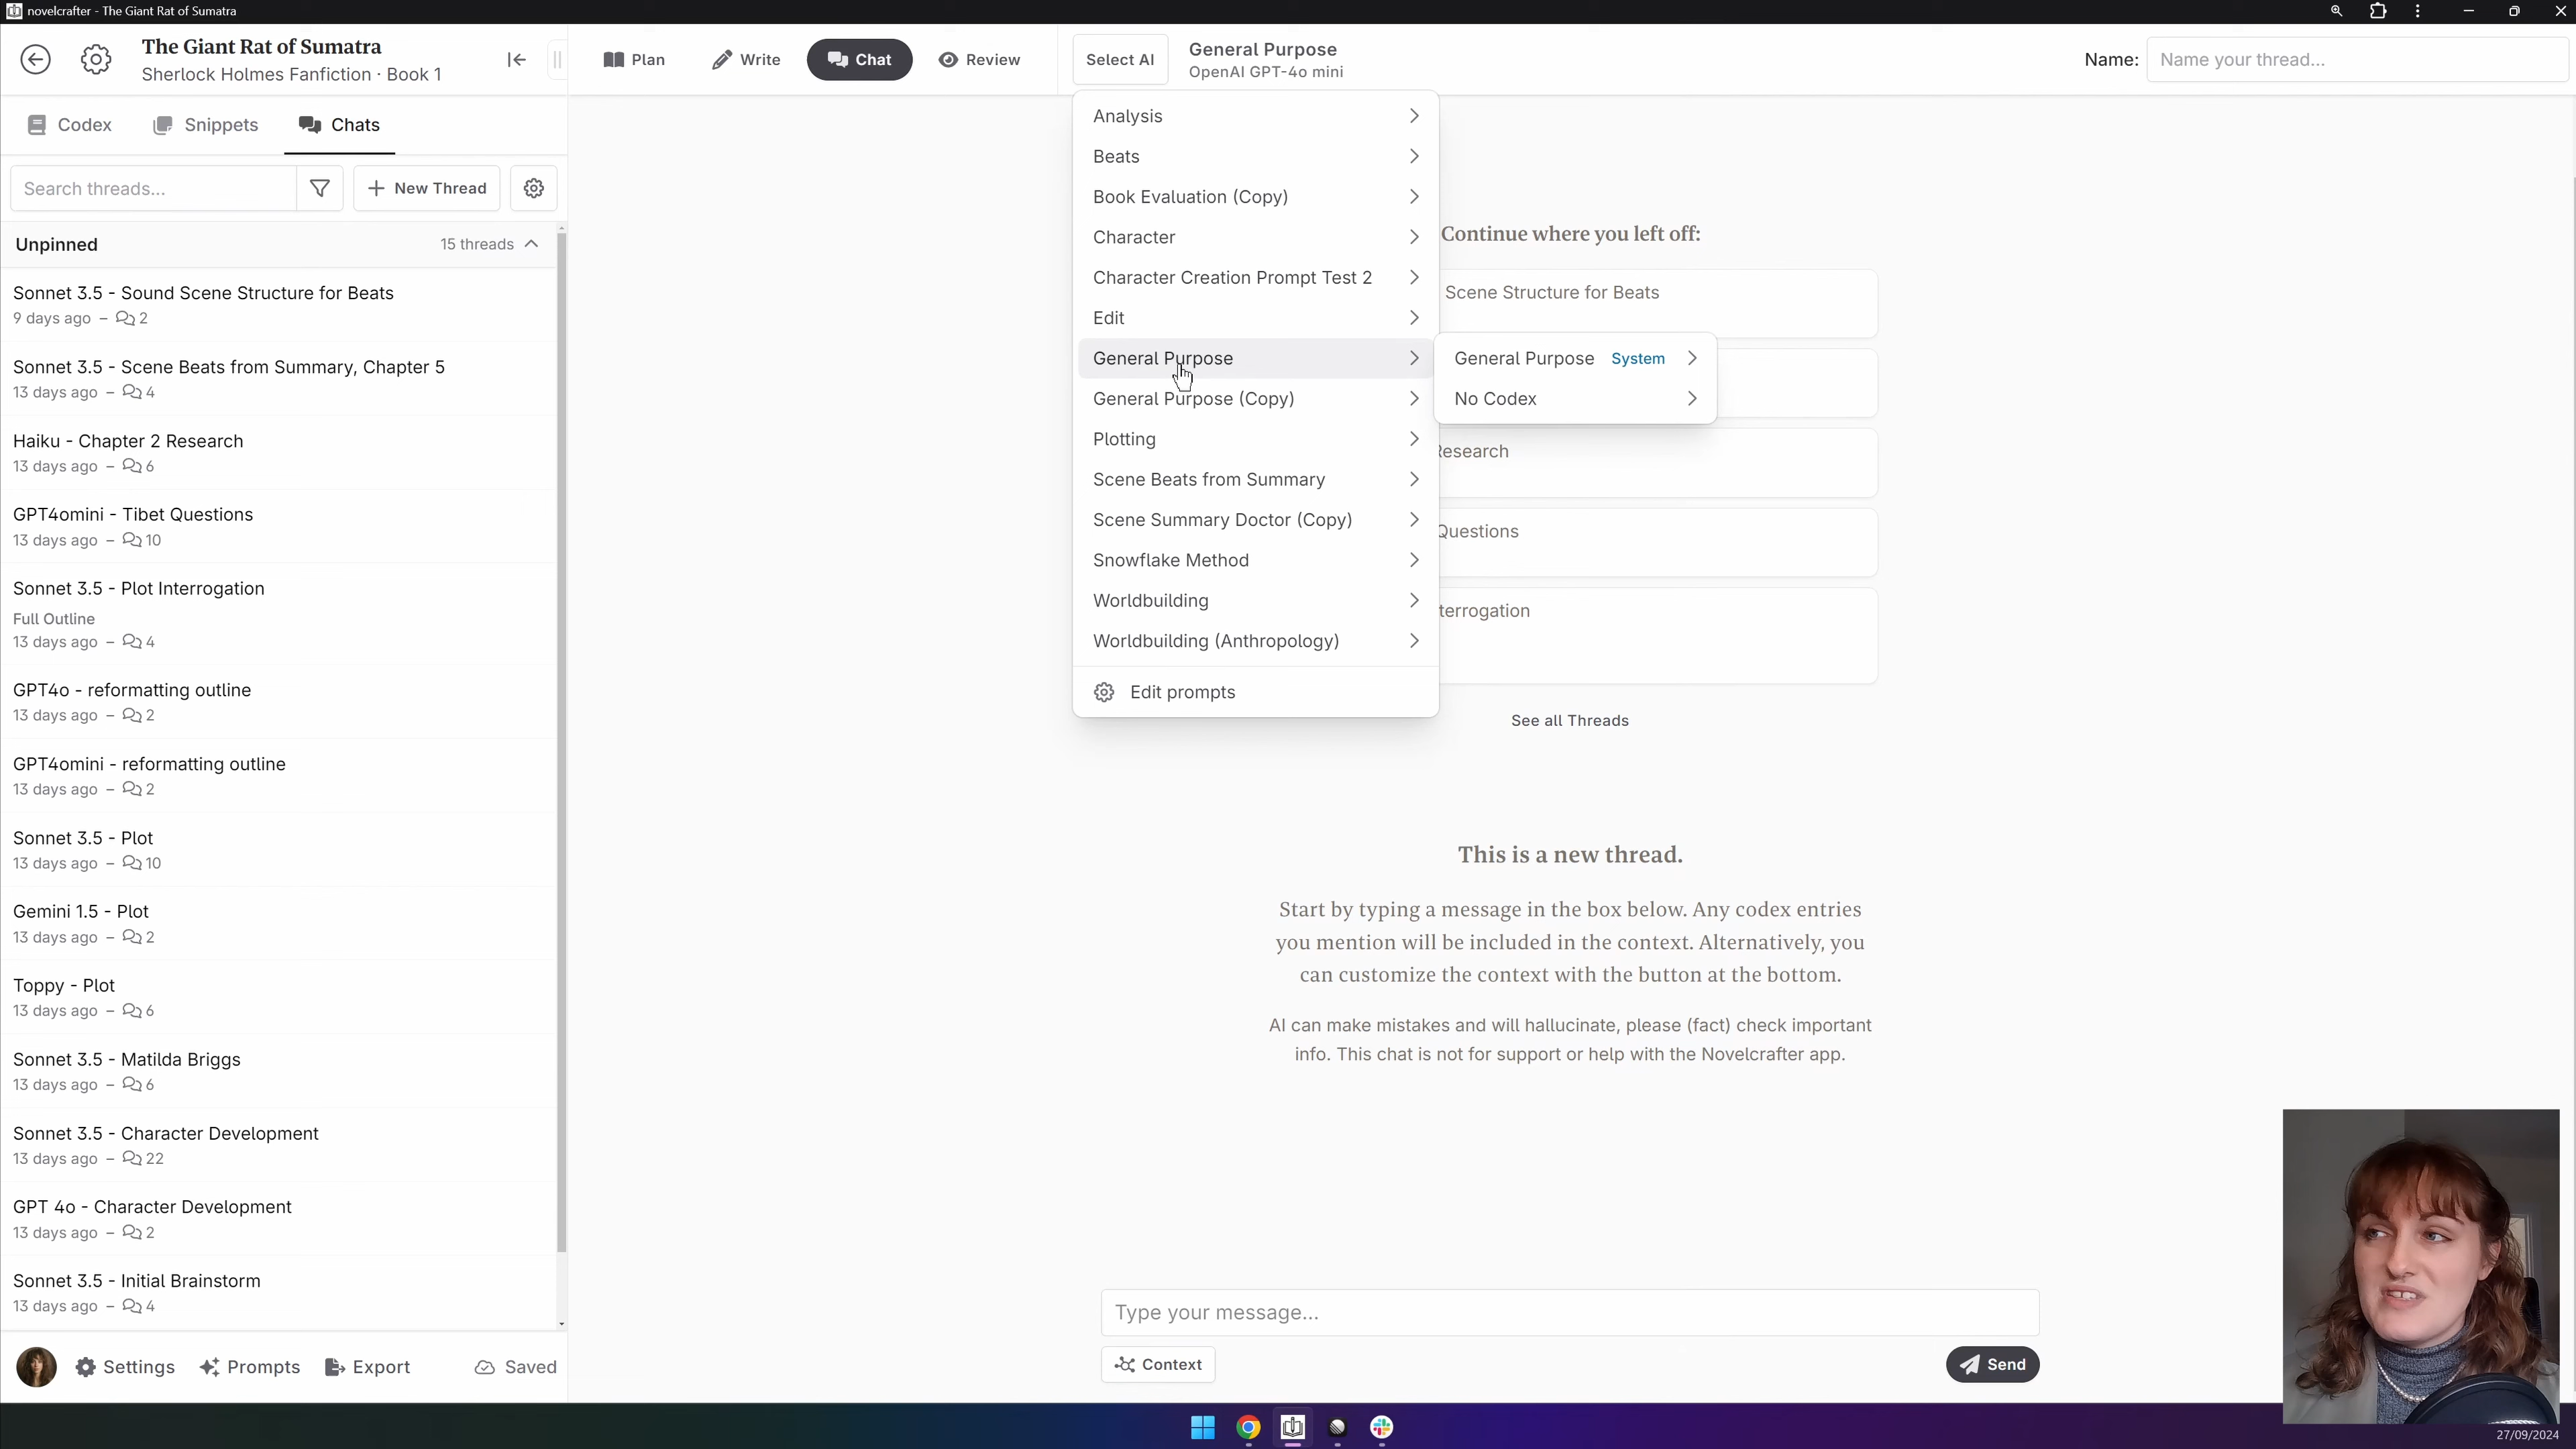 novelcrafter - The Giant Rat of Sumatra
The Giant Rat of Sumatra
Sherlock Holmes Fanfiction · Book 1
Plan
Write
Chat
Review
Select AI
General Purpose
OpenAI GPT-4o mini
Name:
Name your thread...
Codex
Snippets
Chats
Search threads...
New Thread
Unpinned
15 threads
Sonnet 3.5 - Sound Scene Structure for Beats
9 days ago – 2
Sonnet 3.5 - Scene Beats from Summary, Chapter 5
13 days ago – 4
Haiku - Chapter 2 Research
13 days ago – 6
GPT4omini - Tibet Questions
13 days ago – 10
Sonnet 3.5 - Plot Interrogation
Full Outline
13 days ago – 4
GPT4o - reformatting outline
13 days ago – 2
GPT4omini - reformatting outline
13 days ago – 2
Sonnet 3.5 - Plot
13 days ago – 10
Gemini 1.5 - Plot
13 days ago – 2
Toppy - Plot
13 days ago – 6
Sonnet 3.5 - Matilda Briggs
13 days ago – 6
Sonnet 3.5 - Character Development
13 days ago – 22
GPT 4o - Character Development
13 days ago – 2
Sonnet 3.5 - Initial Brainstorm
13 days ago – 4
Settings
Prompts
Export
Saved
Analysis
Beats
Book Evaluation (Copy)
Character
Character Creation Prompt Test 2
Edit
General Purpose
General Purpose (Copy)
Plotting
Scene Beats from Summary
Scene Summary Doctor (Copy)
Snowflake Method
Worldbuilding
Worldbuilding (Anthropology)
Edit prompts
General Purpose System
No Codex
Continue where you left off:
Scene Structure for Beats
Research
Questions
terrogation
See all Threads
This is a new thread.
Start by typing a message in the box below. Any codex entries
you mention will be included in the context. Alternatively, you
can customize the context with the button at the bottom.
AI can make mistakes and will hallucinate, please (fact) check important
info. This chat is not for support or help with the Novelcrafter app.
Type your message...
Context
Send
27/09/2024